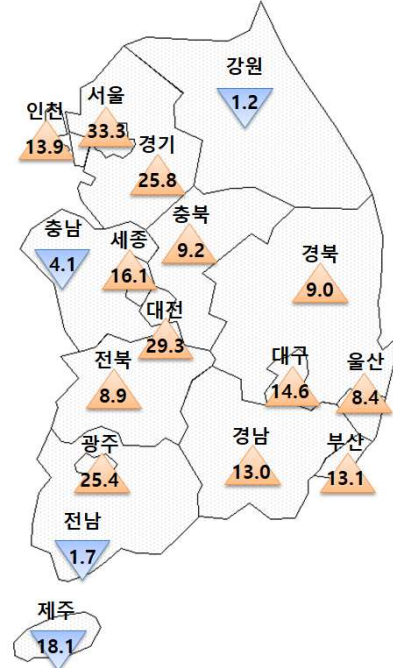 강원
1.2
서울
33.3
인천
13.9
경기
25.8
충북
9.2
충남
4.1
세종
16.1
경북
9.0
대전
29.3
전북
8.9
대구
14.6
울산
8.4
광주
25.4
경남
13.0
부산
13.1
전남
1.7
제주
18.1